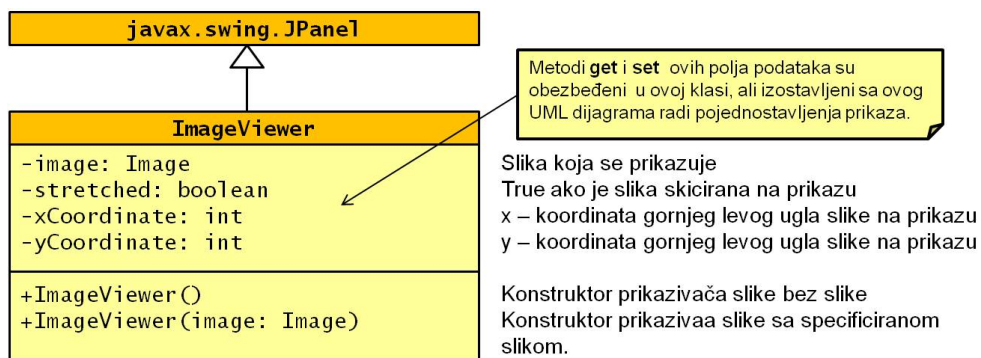 javax.swing.JPanel
Metodi get i set ovih polja podataka su
obezbeđeni u ovoj klasi, ali izostavljeni sa ovog
UML dijagrama radi pojednostavljenja prikaza.
ImageViewer
-image: Image
-stretched: boolean
-xCoordinate: int
-yCoordinate: int
Slika koja se prikazuje
True ako je slika skicirana na prikazu
x – koordinata gornjeg levog ugla slike na prikazu
y – koordinata gornjeg levog ugla slike na prikazu
+ImageViewer()
+ImageViewer(image: Image)
Konstruktor prikazivača slike bez slike
Konstruktor prikazivaa slike sa specificiranom
slikom.